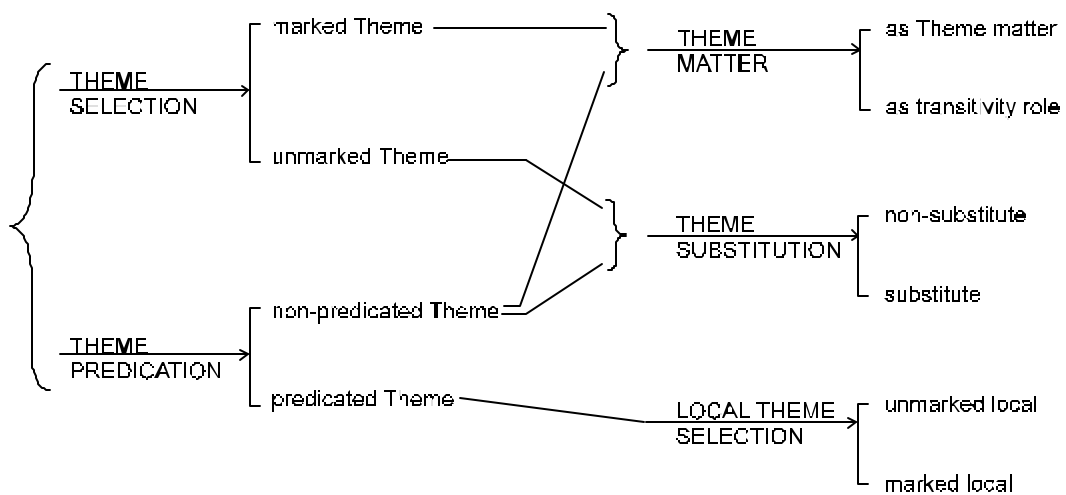 marked Theme
THEME
SELECTION
unmarked Theme
THEME
MATTER
as Theme matter
as transitivity role
THEME
SUBSTITUTION
non-substitute
substitute
non-predicated Theme
THEME
PREDICATION
predicated Theme
LOCAL THEME
SELECTION
unmarked local
marked local